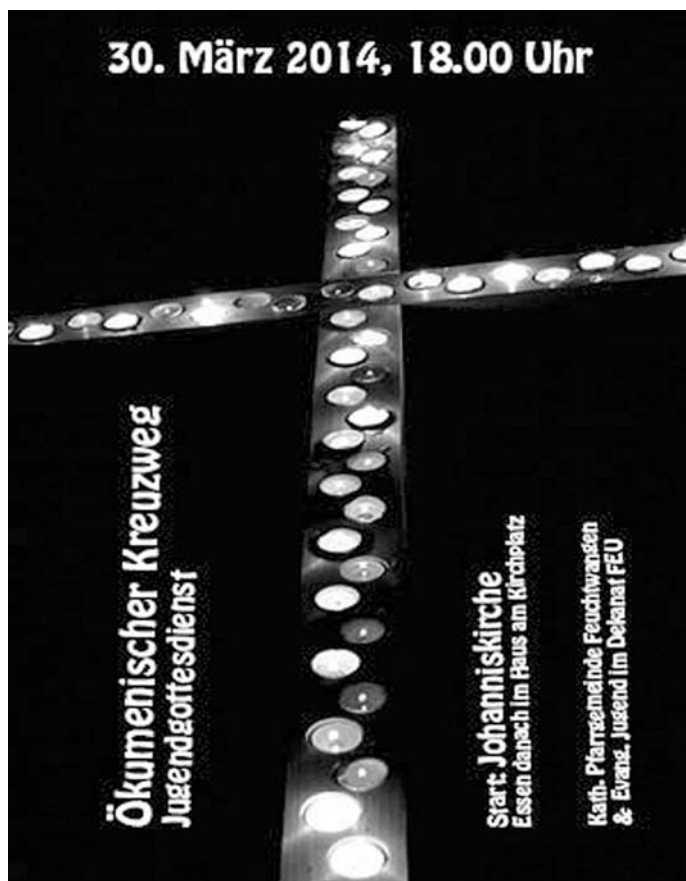 30. März 2014, 18.00 Uhr
Ökumenischer Kreuzweg
Jugendgottesdienst
Start: Johanniskirche
Essen danach im Haus am Kirchplatz
Kath. Pfarrgemeinde Feuchtwangen
& Evang. Jugend im Dekanat FEU